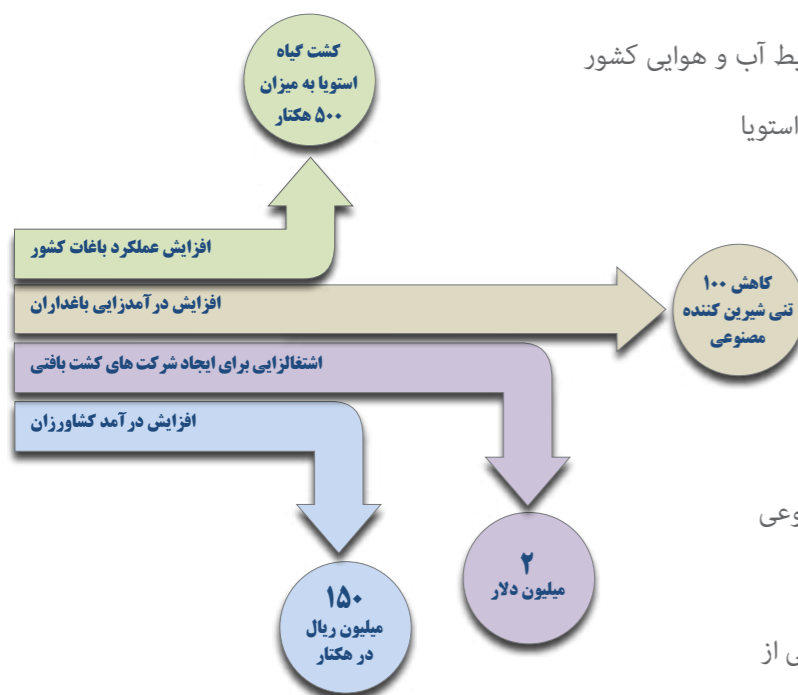 کشت گیاه
استویا به میزان
۵۰۰ هکتار
آب و هوایی کشور
استویا
افزایش عملکرد باغات کشور
افزایش درآمدزایی باغداران
کاهش ۱۰۰
تنی شیرین کننده
مصنوعی
اشتغالزایی برای ایجاد شرکت های کشت بافتی
افزایش درآمد کشاورزان
۲
میلیون دلار
۱۵۰
میلیون ریال
در هکتار
از